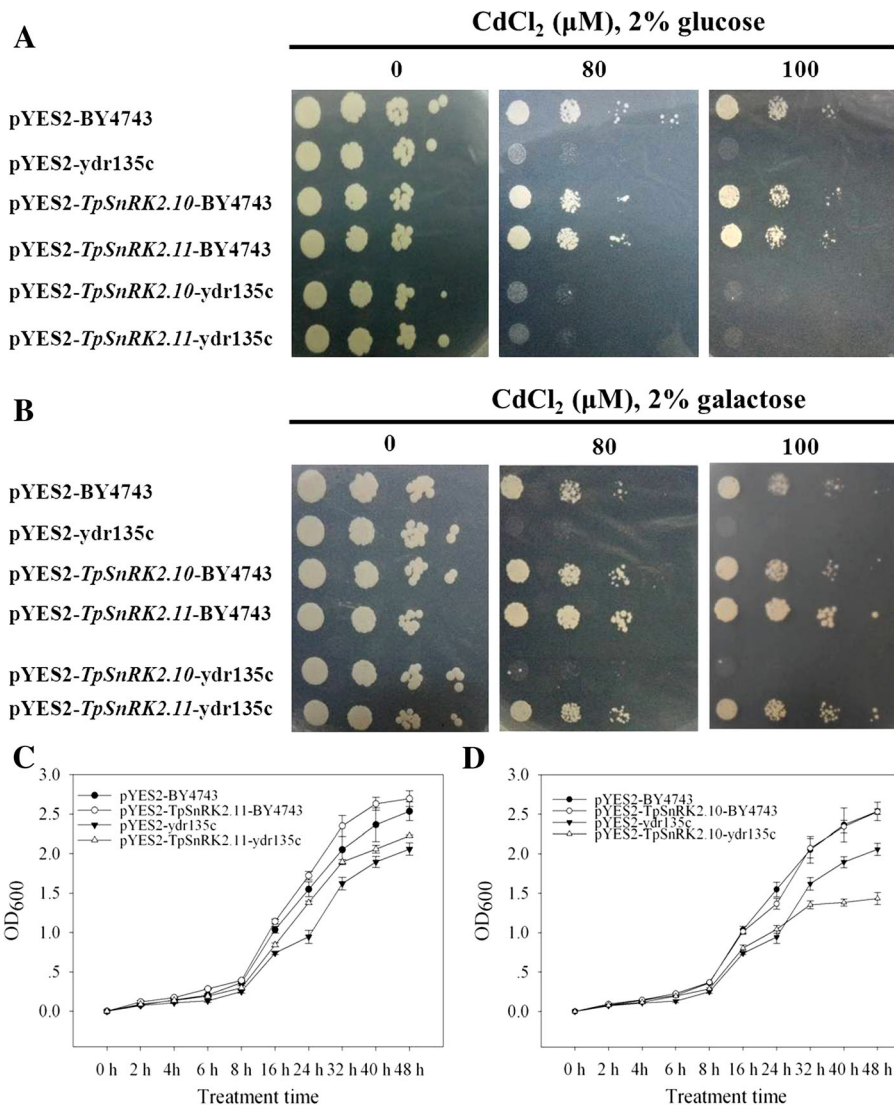 A
CdCl₂ (μM), 2% glucose
0 80 100
pYES2-BY4743
pYES2-ydr135c
pYES2-TpSnRK2.10-BY4743
pYES2-TpSnRK2.11-BY4743
pYES2-TpSnRK2.10-ydr135c
pYES2-TpSnRK2.11-ydr135c
B
CdCl₂ (μM), 2% galactose
0 80 100
pYES2-BY4743
pYES2-ydr135c
pYES2-TpSnRK2.10-BY4743
pYES2-TpSnRK2.11-BY4743
pYES2-TpSnRK2.10-ydr135c
pYES2-TpSnRK2.11-ydr135c
C
3.0
2.5
2.0
1.5
1.0
.5
0.0
OD600
pYES2-BY4743
pYES2-TpSnRK2.11-BY4743
pYES2-ydr135c
pYES2-TpSnRK2.11-ydr135c
0 h 2 h 4h 6 h 8 h 16 h 24 h 32 h 40 h 48 h
Treatment time
D
3.0
2.5
2.0
1.5
1.0
.5
0.0
OD600
pYES2-BY4743
pYES2-TpSnRK2.10-BY4743
pYES2-ydr135c
pYES2-TpSnRK2.10-ydr135c
0 h 2 h 4 h 6 h 8 h 16 h 24 h 32 h 40 h 48 h
Treatment time